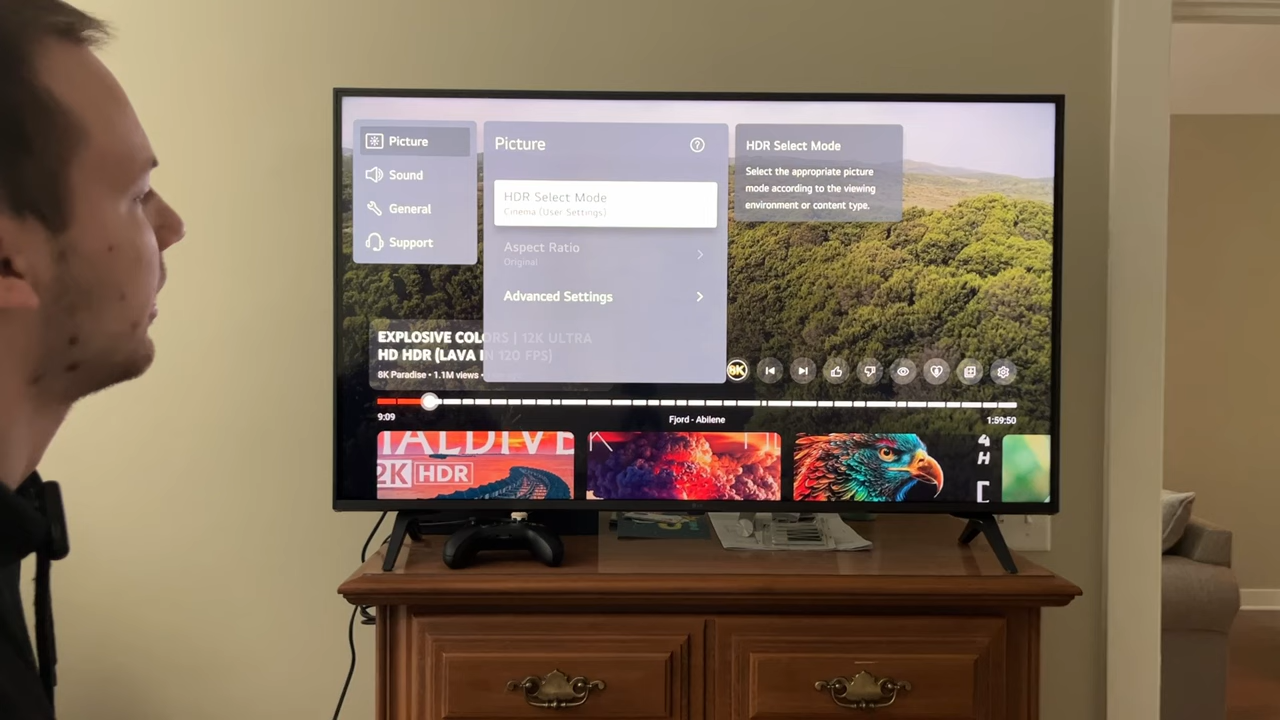 Picture
Sound
General
Support
Picture
HDR Select Mode
Cinema (User Settings)
Aspect Ratio
Original
Advanced Settings
HDR Select Mode
Select the appropriate picture
mode according to the viewing
environment or content type.
EXPLOSIVE COLORS | 12K ULTRA
HD HDR (LAVA IN 120 FPS)
8K Paradise • 1.1M views •
8K
9:09
Fjord - Abilene
1:59:50
2K HDR
4
H